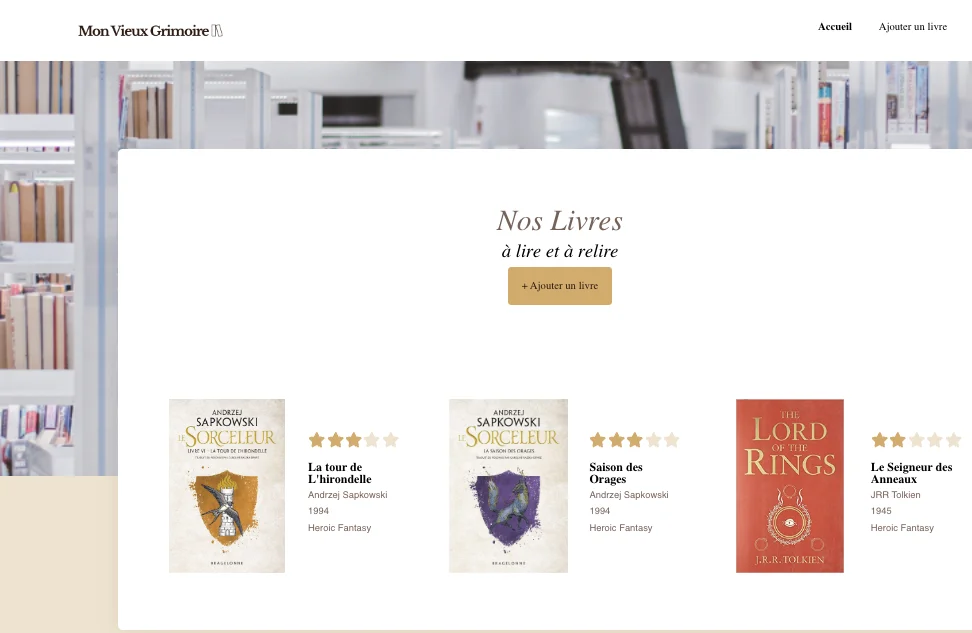 Mon Vieux Grimoire
Accueil
Ajouter un livre
Nos Livres
à lire et à relire
+ Ajouter un livre
ANDRZEJ
SAPKOWSKI
LE SORCELEUR
LIVRE VI - LA TOUR DE L'HIRONDELLE
BRAGELONNE
La tour de
L'hirondelle
Andrzej Sapkowski
1994
Heroic Fantasy
ANDRZEJ
SAPKOWSKI
LE SORCELEUR
LA SAISON DES ORAGES
BRAGELONNE
Saison des
Orages
Andrzej Sapkowski
1994
Heroic Fantasy
THE
LORD
OF THE
RINGS
J.R.R. TOLKIEN
Le Seigneur des
Anneaux
JRR Tolkien
1945
Heroic Fantasy